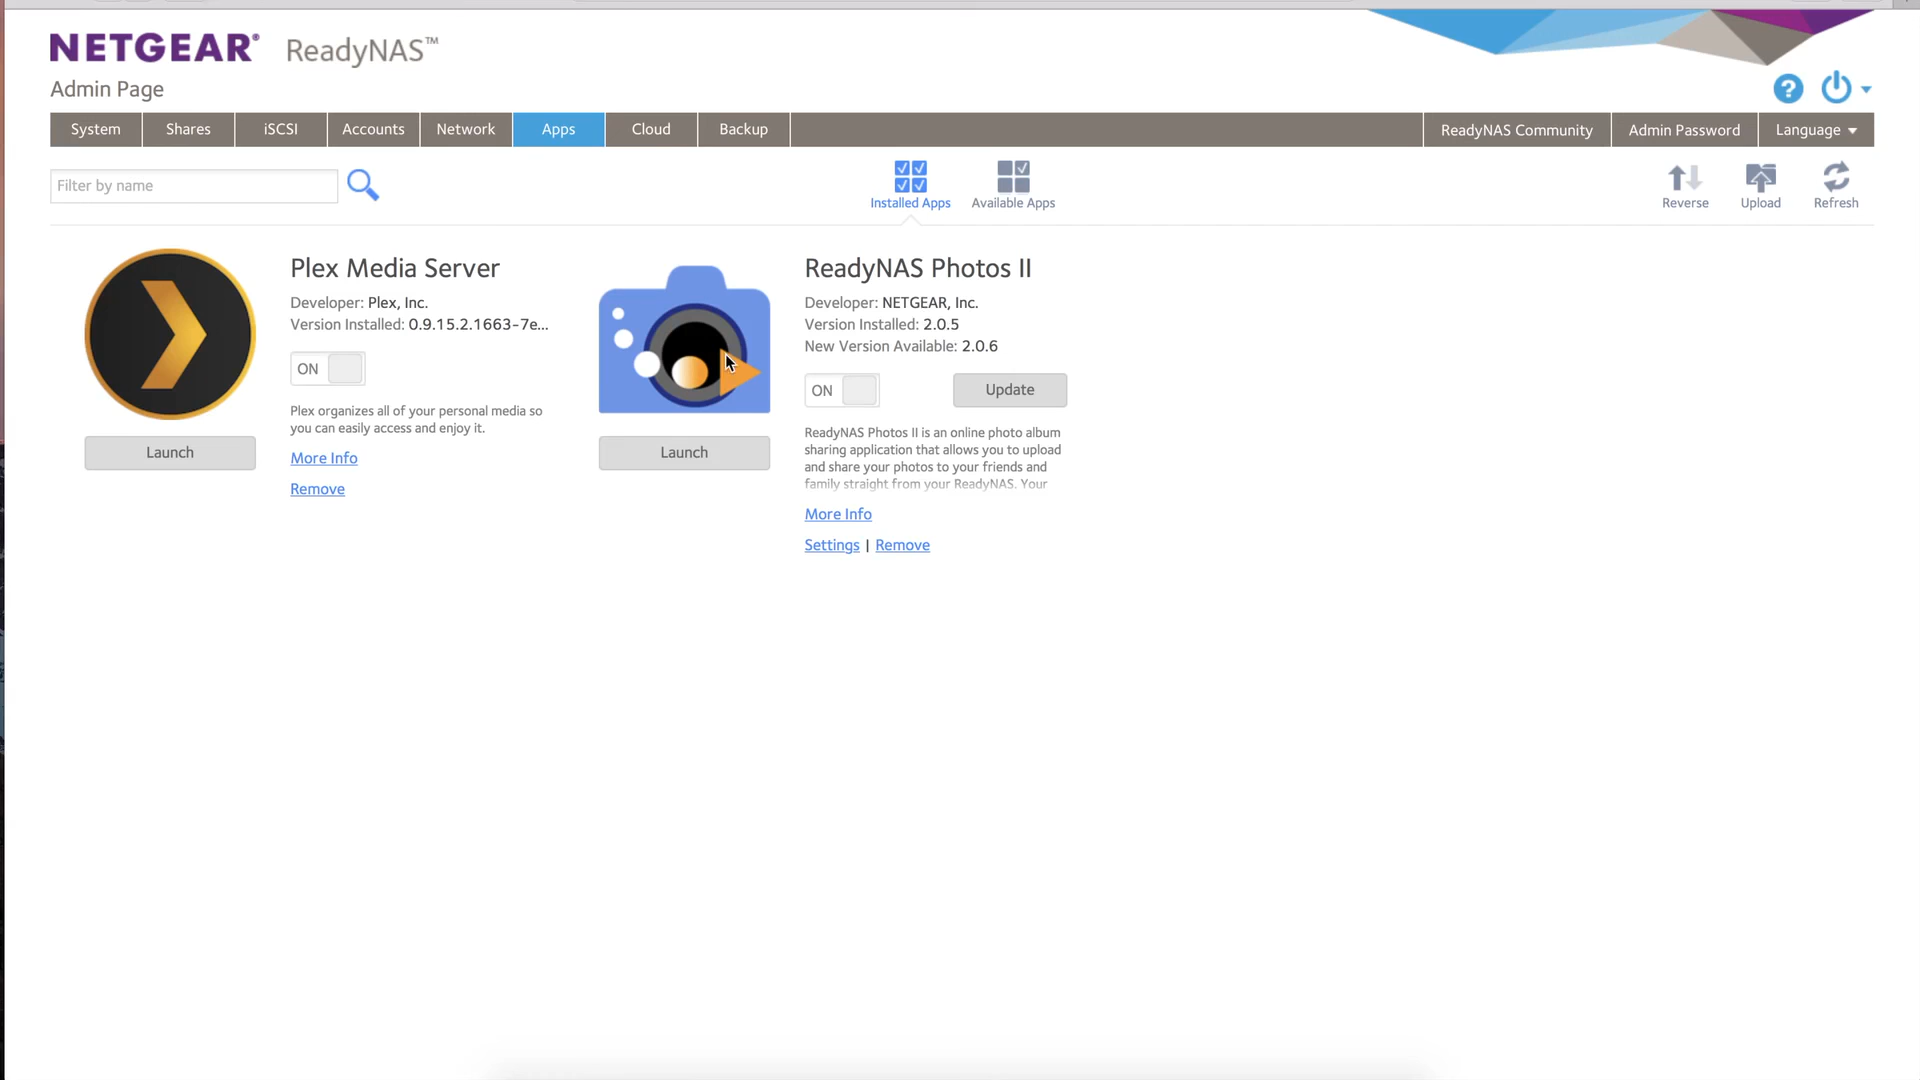 NETGEAR® ReadyNAS™
Admin Page
System Shares iSCSI Accounts Network Apps Cloud Backup ReadyNAS Community Admin Password Language
Filter by name
Installed Apps Available Apps Reverse Upload Refresh
Plex Media Server
Developer: Plex, Inc.
Version Installed: 0.9.15.2.1663-7e...
ON
Plex organizes all of your personal media so
you can easily access and enjoy it.
Launch
More Info
Remove
ReadyNAS Photos II
Developer: NETGEAR, Inc.
Version Installed: 2.0.5
New Version Available: 2.0.6
ON Update
ReadyNAS Photos II is an online photo album
sharing application that allows you to upload
and share your photos to your friends and
family straight from your ReadyNAS. Your
Launch
More Info
Settings | Remove